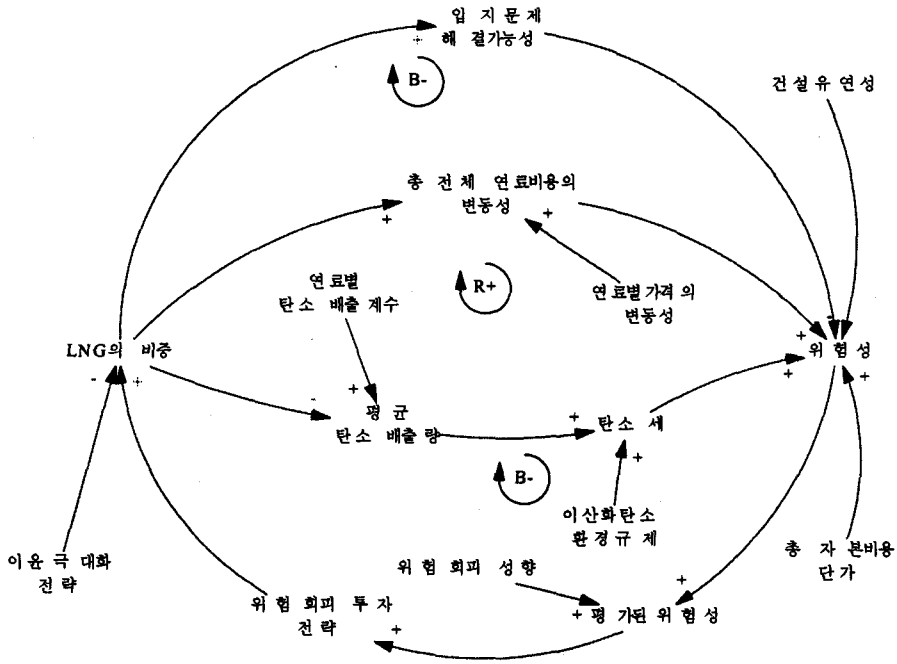 입지문제
해결가능성
+
B-
건설유연성
총 전체 연료비용의
변동성
+
+
연료별
탄소 배출 계수
R+
연료별가격의
변동성
LNG의 비중
-
+
-
+
위험성
+
+
+
-
+
평균
탄소 배출량
-
+
탄소 세
+
B-
이산화탄소
환경규제
이윤극대화
전략
위험 회피 성향
총 자본비용
단가
+
위험 회피 투자
전략
+
+ 평가된 위험성